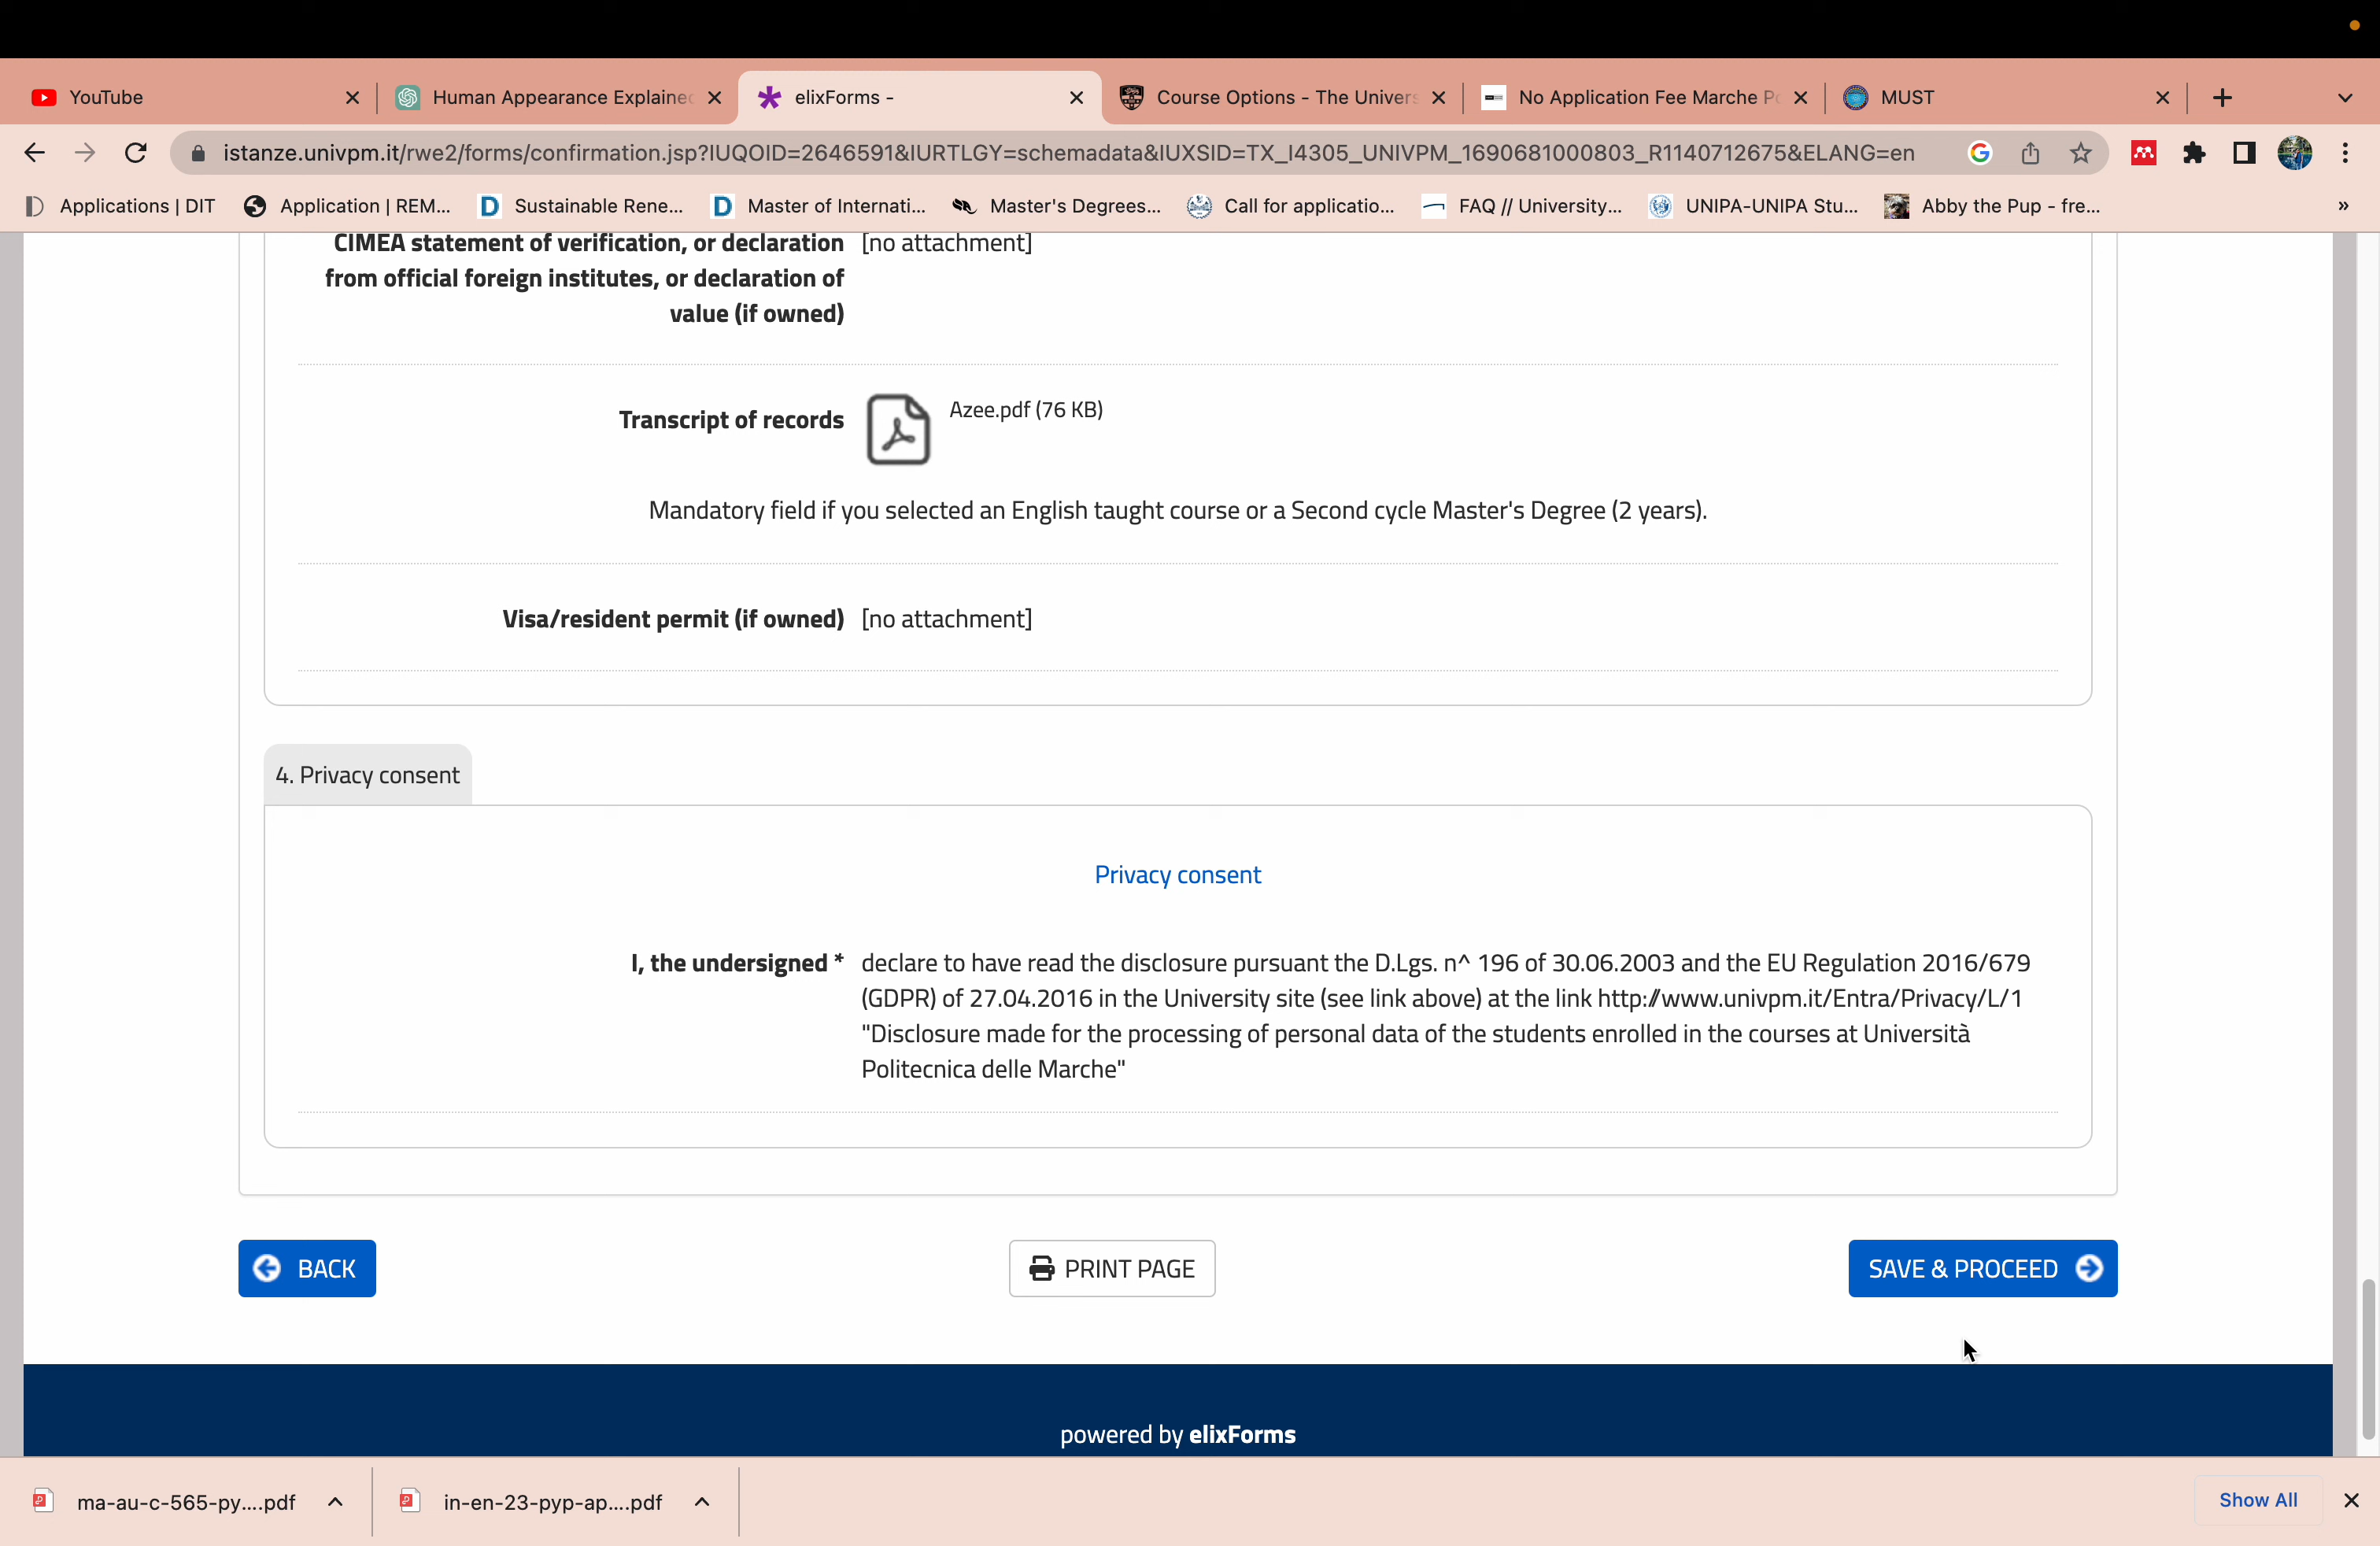 YouTube
Human Appearance Explained
elixForms -
Course Options - The Univers
No Application Fee Marche Po
MUST
istanze.univpm.it/rwe2/forms/confirmation.jsp?IUQOID=2646591&IURTLGY=schemadata&IUXSID=TX_I4305_UNIVPM_1690681000803_R1140712675&ELANG=en
Applications | DIT
Application | REM...
Sustainable Rene...
Master of Internati...
Master's Degrees...
Call for applicatio...
FAQ // University...
UNIPA-UNIPA Stu...
Abby the Pup - fre...
»
CIMEA statement of verification, or declaration [no attachment]
from official foreign institutes, or declaration of
value (if owned)
Transcript of records Azee.pdf (76 KB)
Mandatory field if you selected an English taught course or a Second cycle Master's Degree (2 years).
Visa/resident permit (if owned) [no attachment]
4. Privacy consent
Privacy consent
I, the undersigned * declare to have read the disclosure pursuant the D.Lgs. n^ 196 of 30.06.2003 and the EU Regulation 2016/679
(GDPR) of 27.04.2016 in the University site (see link above) at the link http://www.univpm.it/Entra/Privacy/L/1
"Disclosure made for the processing of personal data of the students enrolled in the courses at Università
Politecnica delle Marche"
BACK
PRINT PAGE
SAVE & PROCEED
powered by elixForms
ma-au-c-565-py....pdf
in-en-23-pyp-ap....pdf
Show All